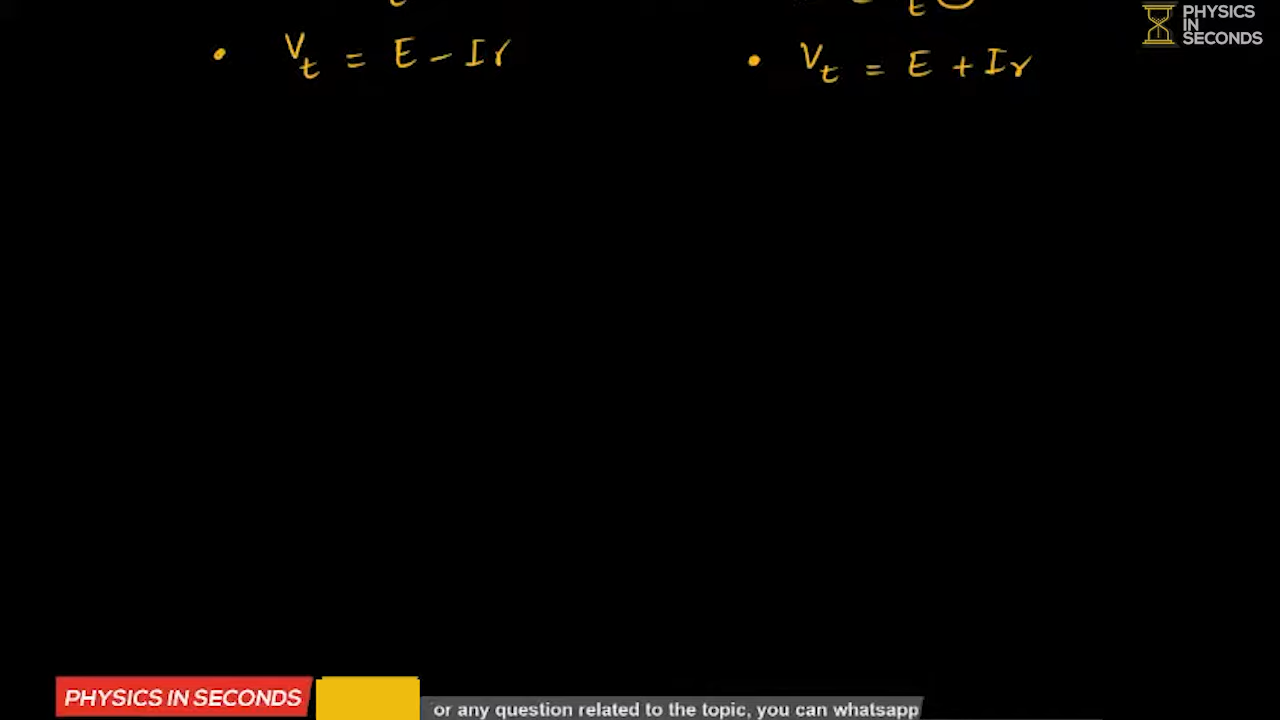 PHYSICS
IN
SECONDS
• Vt = E - Ir
• Vt = E + Ir
PHYSICS IN SECONDS
or any question related to the topic, you can whatsapp